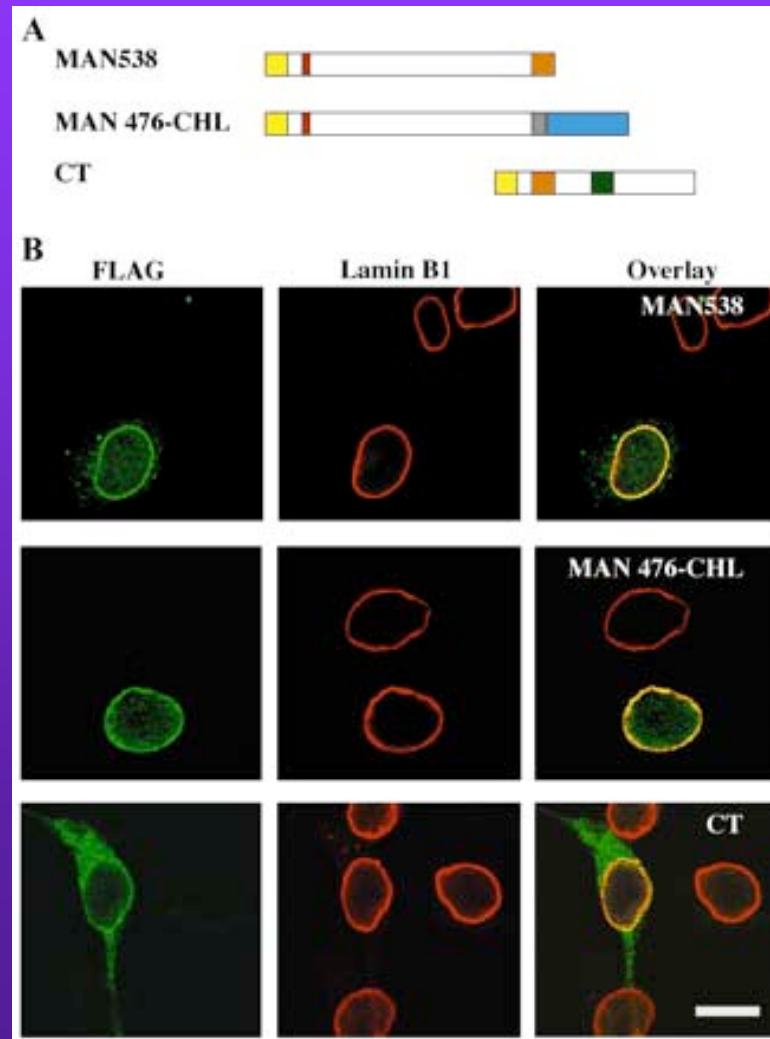 A
MAN538
MAN 476-CHL
CT
B
FLAG Lamin B1 Overlay
MAN538
MAN 476-CHL
CT